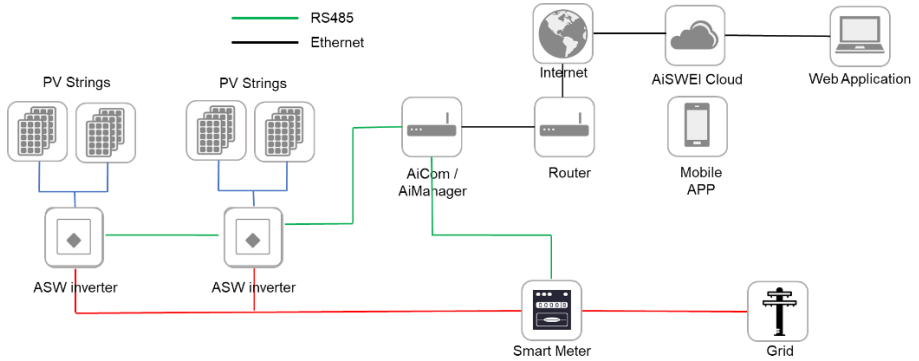 RS485
Ethernet
PV Strings
PV Strings
Internet
AiSWEI Cloud
Web Application
AiCom /
AiManager
Router
Mobile
APP
ASW inverter
ASW inverter
Smart Meter
Grid